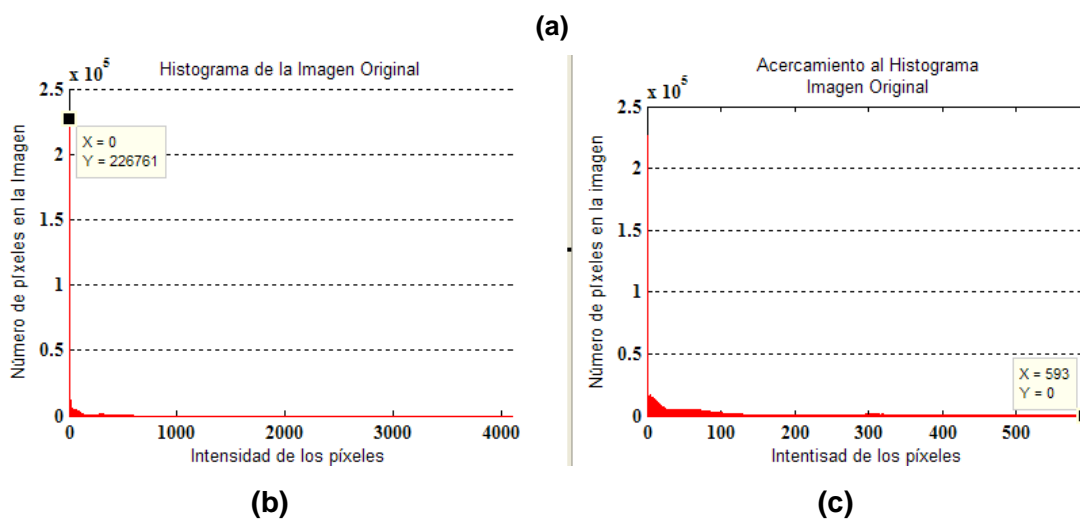 (a)
Histograma de la Imagen Original
x 10^5
2.5
2
1.5
1
0.5
0
Número de pIxeles en la Imagen
X = 0
Y = 226761
0 1000 2000 3000 4000
Intensidad de los píxeles
(b)
Acercamiento al Histograma
Imagen Original
x 10^5
2.5
2
1.5
1
0.5
0
Número de pIxeles en la imagen
X = 593
Y = 0
0 100 200 300 400 500
Intentisad de los píxeles
(c)